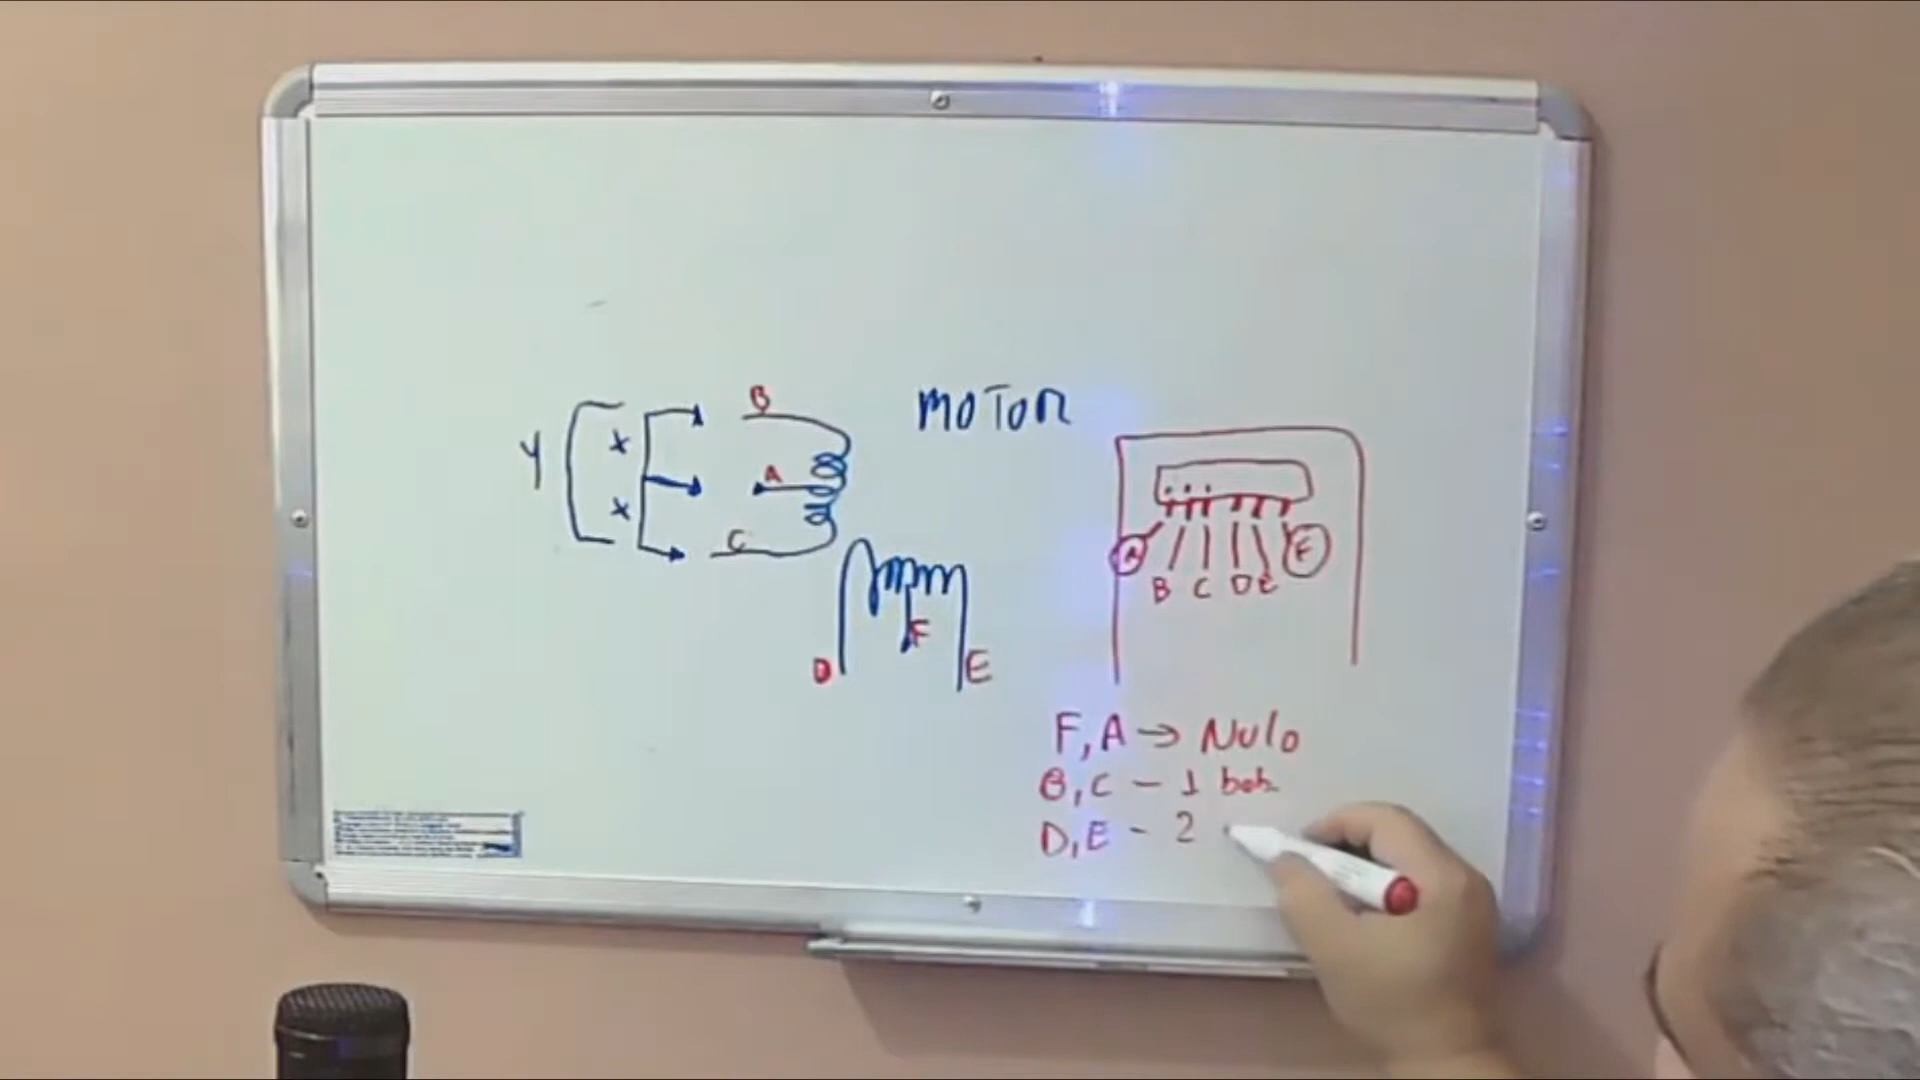 MOTOR
B
Y
X
A
X
C
F
D
E
A
B
C
D
E
F
F, A → Nulo
B, C - 1 bob.
D, E - 2